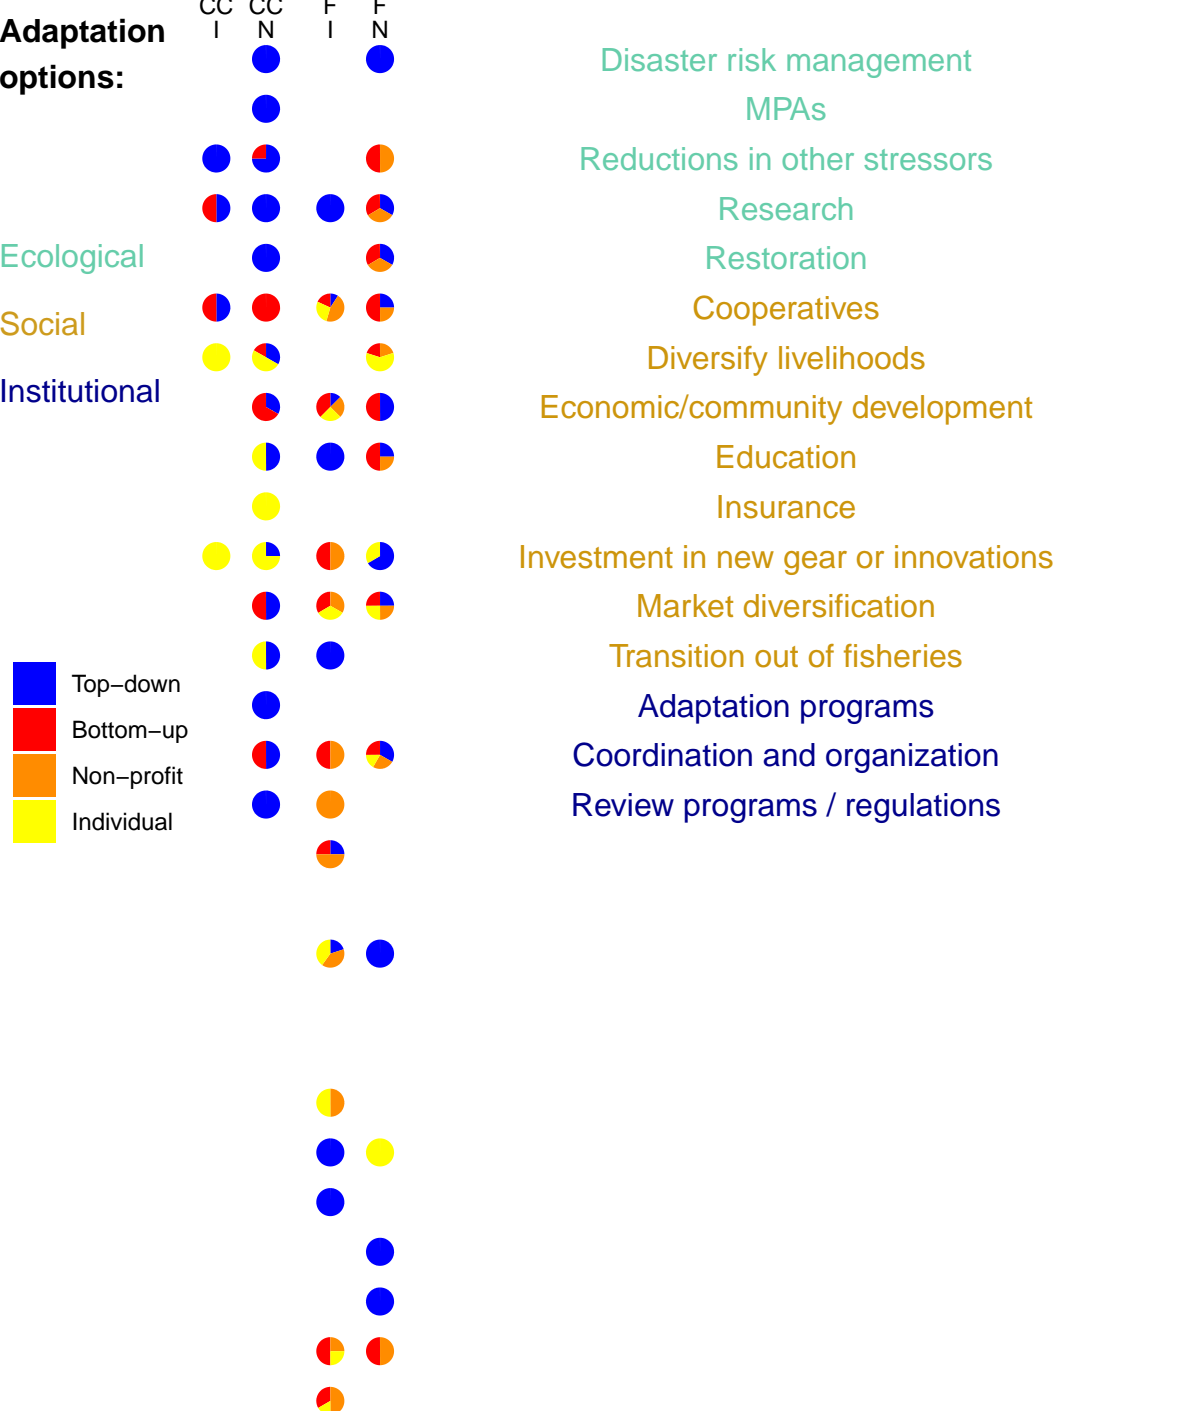 CC CC F F
I N I N
Adaptation
options:
Disaster risk management
MPAs
Reductions in other stressors
Research
Restoration
Cooperatives
Diversify livelihoods
Economic/community development
Education
Insurance
Investment in new gear or innovations
Market diversification
Transition out of fisheries
Adaptation programs
Coordination and organization
Review programs / regulations
Ecological
Social
Institutional
Top−down
Bottom−up
Non−profit
Individual